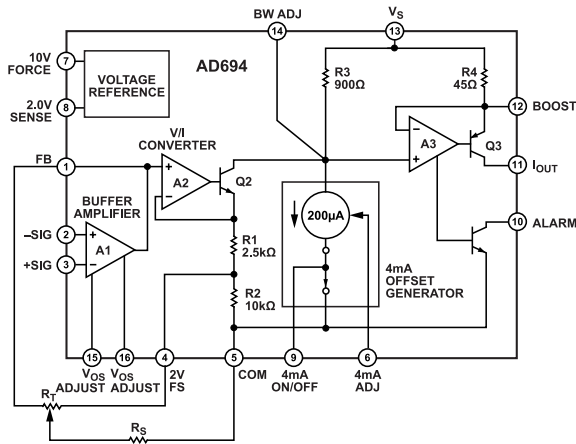 BW ADJ
VS
14
13
AD694
10V
FORCE
7
VOLTAGE
REFERENCE
2.0V
SENSE
8
R3
900Ω
R4
45Ω
12
BOOST
V/I
CONVERTER
A3
Q3
FB
1
A2
Q2
11
IOUT
BUFFER
AMPLIFIER
200µA
10
ALARM
–SIG
2
A1
+SIG
3
R1
2.5kΩ
4mA
OFFSET
GENERATOR
R2
10kΩ
15
16
4
5
9
6
VOS
ADJUST
VOS
ADJUST
2V
FS
COM
4mA
ON/OFF
4mA
ADJ
RT
RS